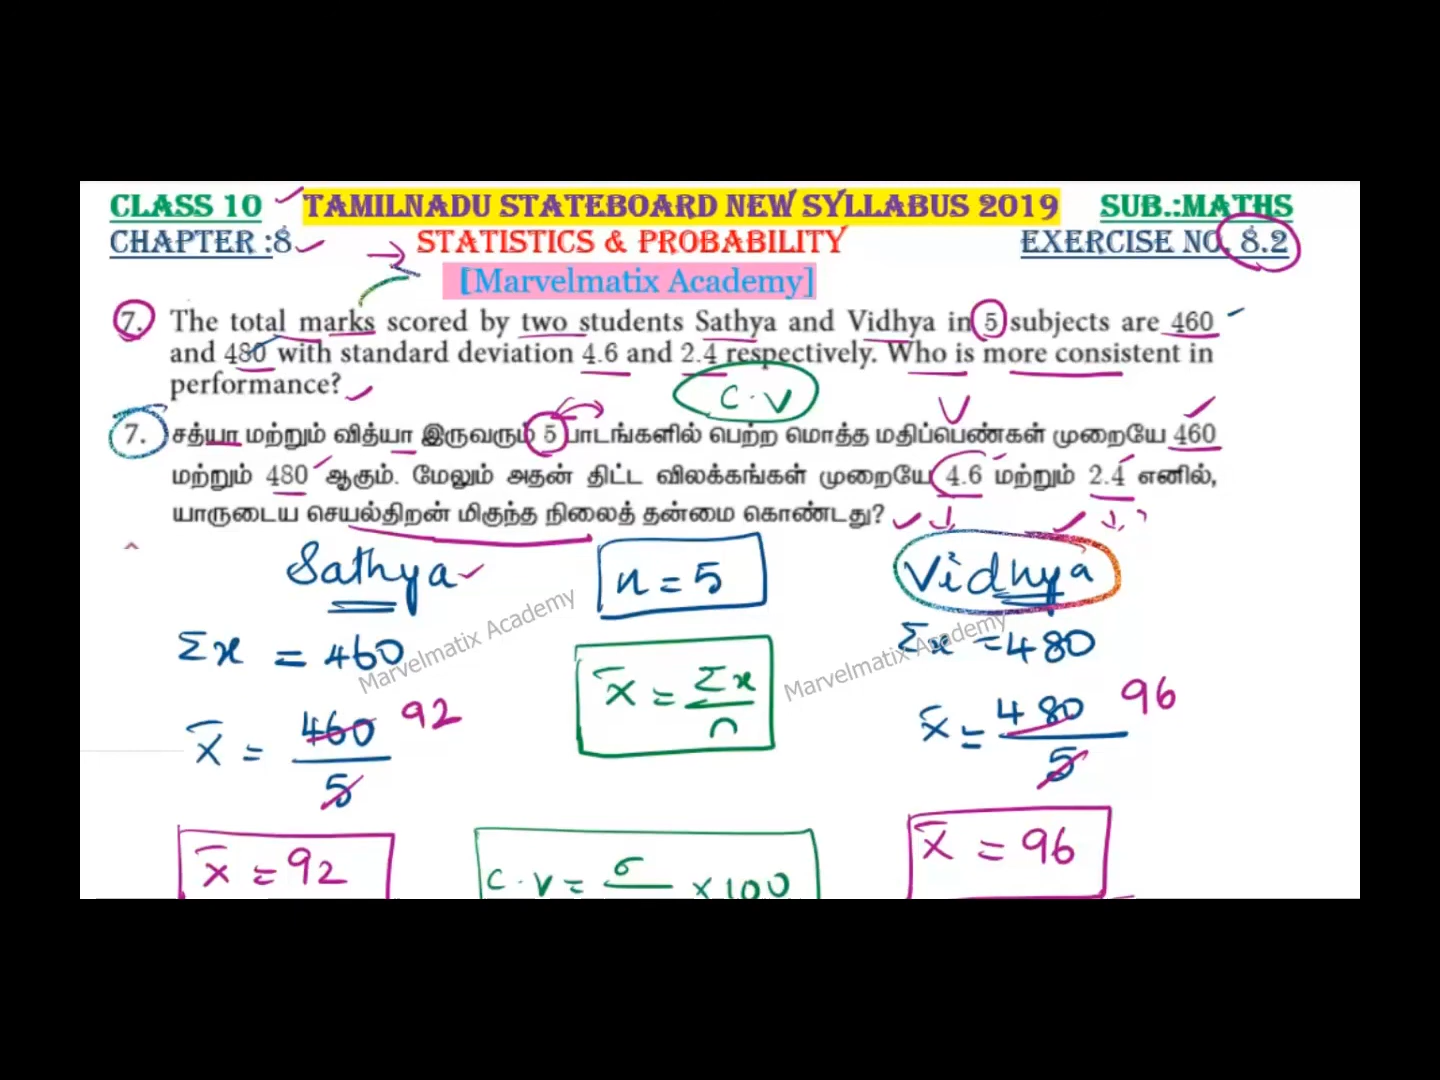 CLASS 10 TAMILNADU STATEBOARD NEW SYLLABUS 2019 SUB.:MATHS
CHAPTER :8 STATISTICS & PROBABILITY EXERCISE NO. 8.2
[Marvelmatix Academy]
7. The total marks scored by two students Sathya and Vidhya in 5 subjects are 460
and 480 with standard deviation 4.6 and 2.4 respectively. Who is more consistent in
performance?
C.V
7. சத்யா மற்றும் வித்யா இருவரும் 5 பாடங்களில் பெற்ற மொத்த மதிப்பெண்கள் முறையே 460
மற்றும் 480 ஆகும். மேலும் அதன் திட்ட விலக்கங்கள் முறையே 4.6 மற்றும் 2.4 எனில்,
யாருடைய செயல்திறன் மிகுந்த நிலைத் தன்மை கொண்டது?
Sathya n = 5 Vidhya
Marvelmatix Academy Marvelmatix Academy
Σx = 460 x̄ = Σx/n Σx = 480
x̄ = 460/5 92 x̄ = 480/5 96
x̄ = 92 C.V = σ/ × 100 x̄ = 96